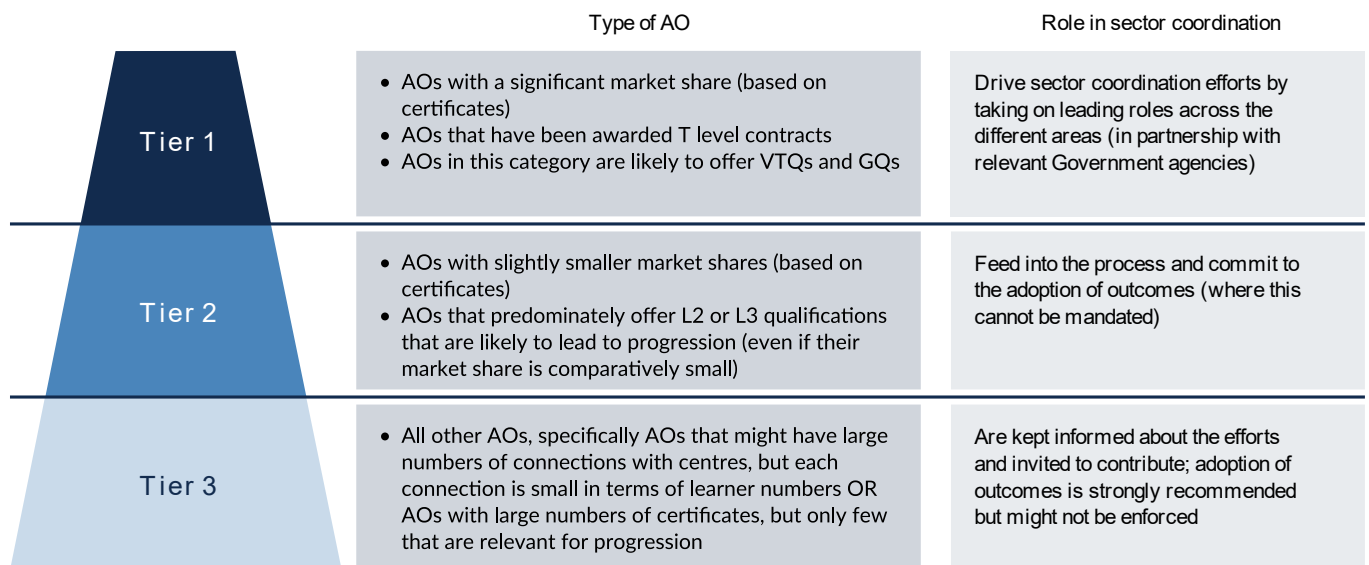 Type of AO
Role in sector coordination
Tier 1
• AOs with a significant market share (based on
certificates)
• AOs that have been awarded T level contracts
• AOs in this category are likely to offer VTQs and GQs
Drive sector coordination efforts by
taking on leading roles across the
different areas (in partnership with
relevant Government agencies)
Tier 2
• AOs with slightly smaller market shares (based on
certificates)
• AOs that predominately offer L2 or L3 qualifications
that are likely to lead to progression (even if their
market share is comparatively small)
Feed into the process and commit to
the adoption of outcomes (where this
cannot be mandated)
Tier 3
• All other AOs, specifically AOs that might have large
numbers of connections with centres, but each
connection is small in terms of learner numbers OR
AOs with large numbers of certificates, but only few
that are relevant for progression
Are kept informed about the efforts
and invited to contribute; adoption of
outcomes is strongly recommended
but might not be enforced